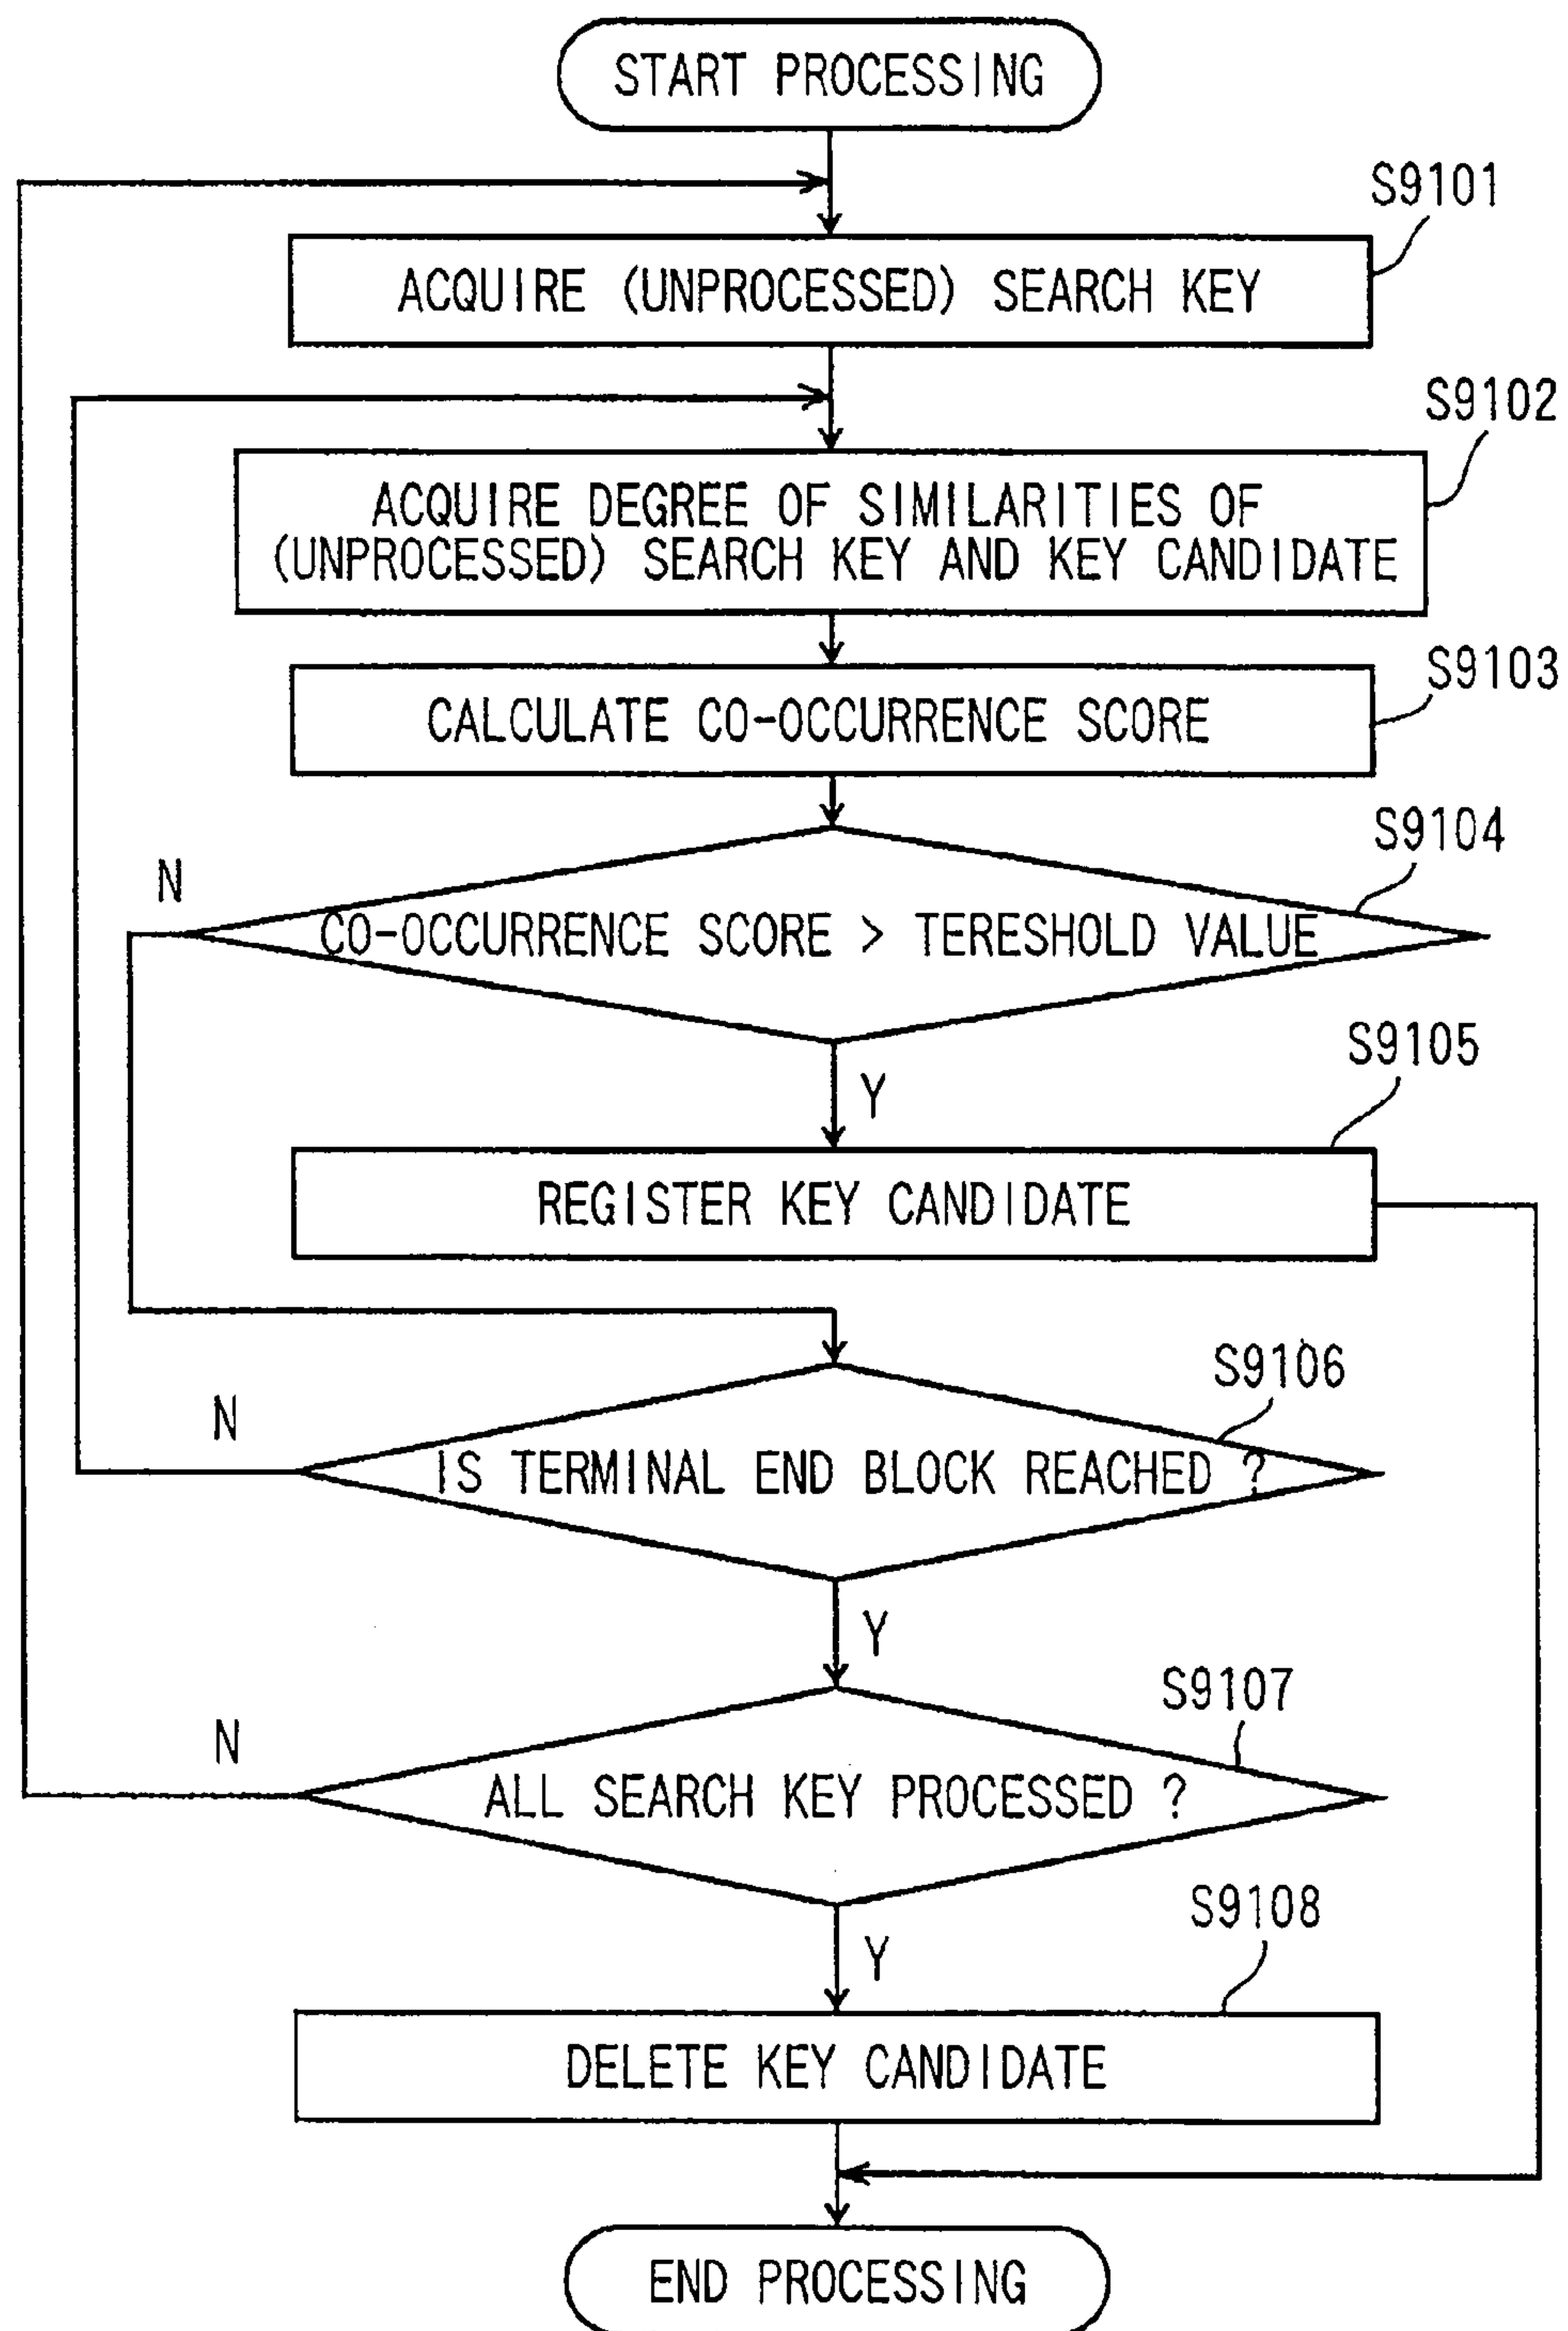 START PROCESSING
S9101
ACQUIRE (UNPROCESSED) SEARCH KEY
S9102
ACQUIRE DEGREE OF SIMILARITIES OF
(UNPROCESSED) SEARCH KEY AND KEY CANDIDATE
S9103
CALCULATE CO-OCCURRENCE SCORE
S9104
N
CO-OCCURRENCE SCORE > TERESHOLD VALUE
S9105
Y
REGISTER KEY CANDIDATE
S9106
N
IS TERMINAL END BLOCK REACHED ?
Y
S9107
N
ALL SEARCH KEY PROCESSED ?
S9108
Y
DELETE KEY CANDIDATE
END PROCESSING